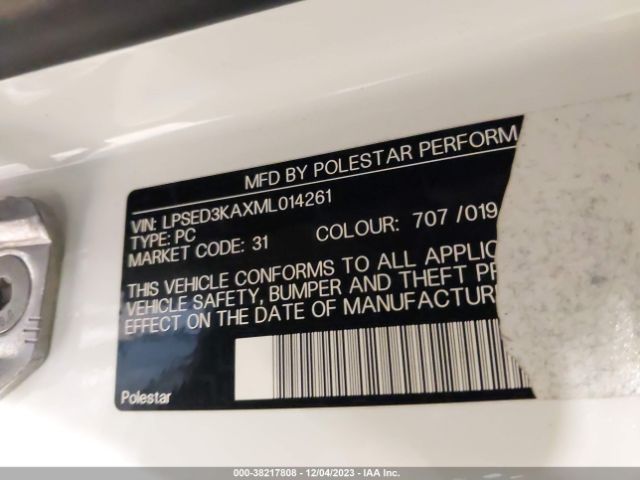 MFD BY POLESTAR PERFORM
VIN: LPSED3KAXML014261
TYPE: PC
MARKET CODE: 31 COLOUR: 707 /019
THIS VEHICLE CONFORMS TO ALL APPLIC
VEHICLE SAFETY, BUMPER AND THEFT PR
EFFECT ON THE DATE OF MANUFACTUR
Polestar
000-38217808 - 12/04/2023 - IAA Inc.